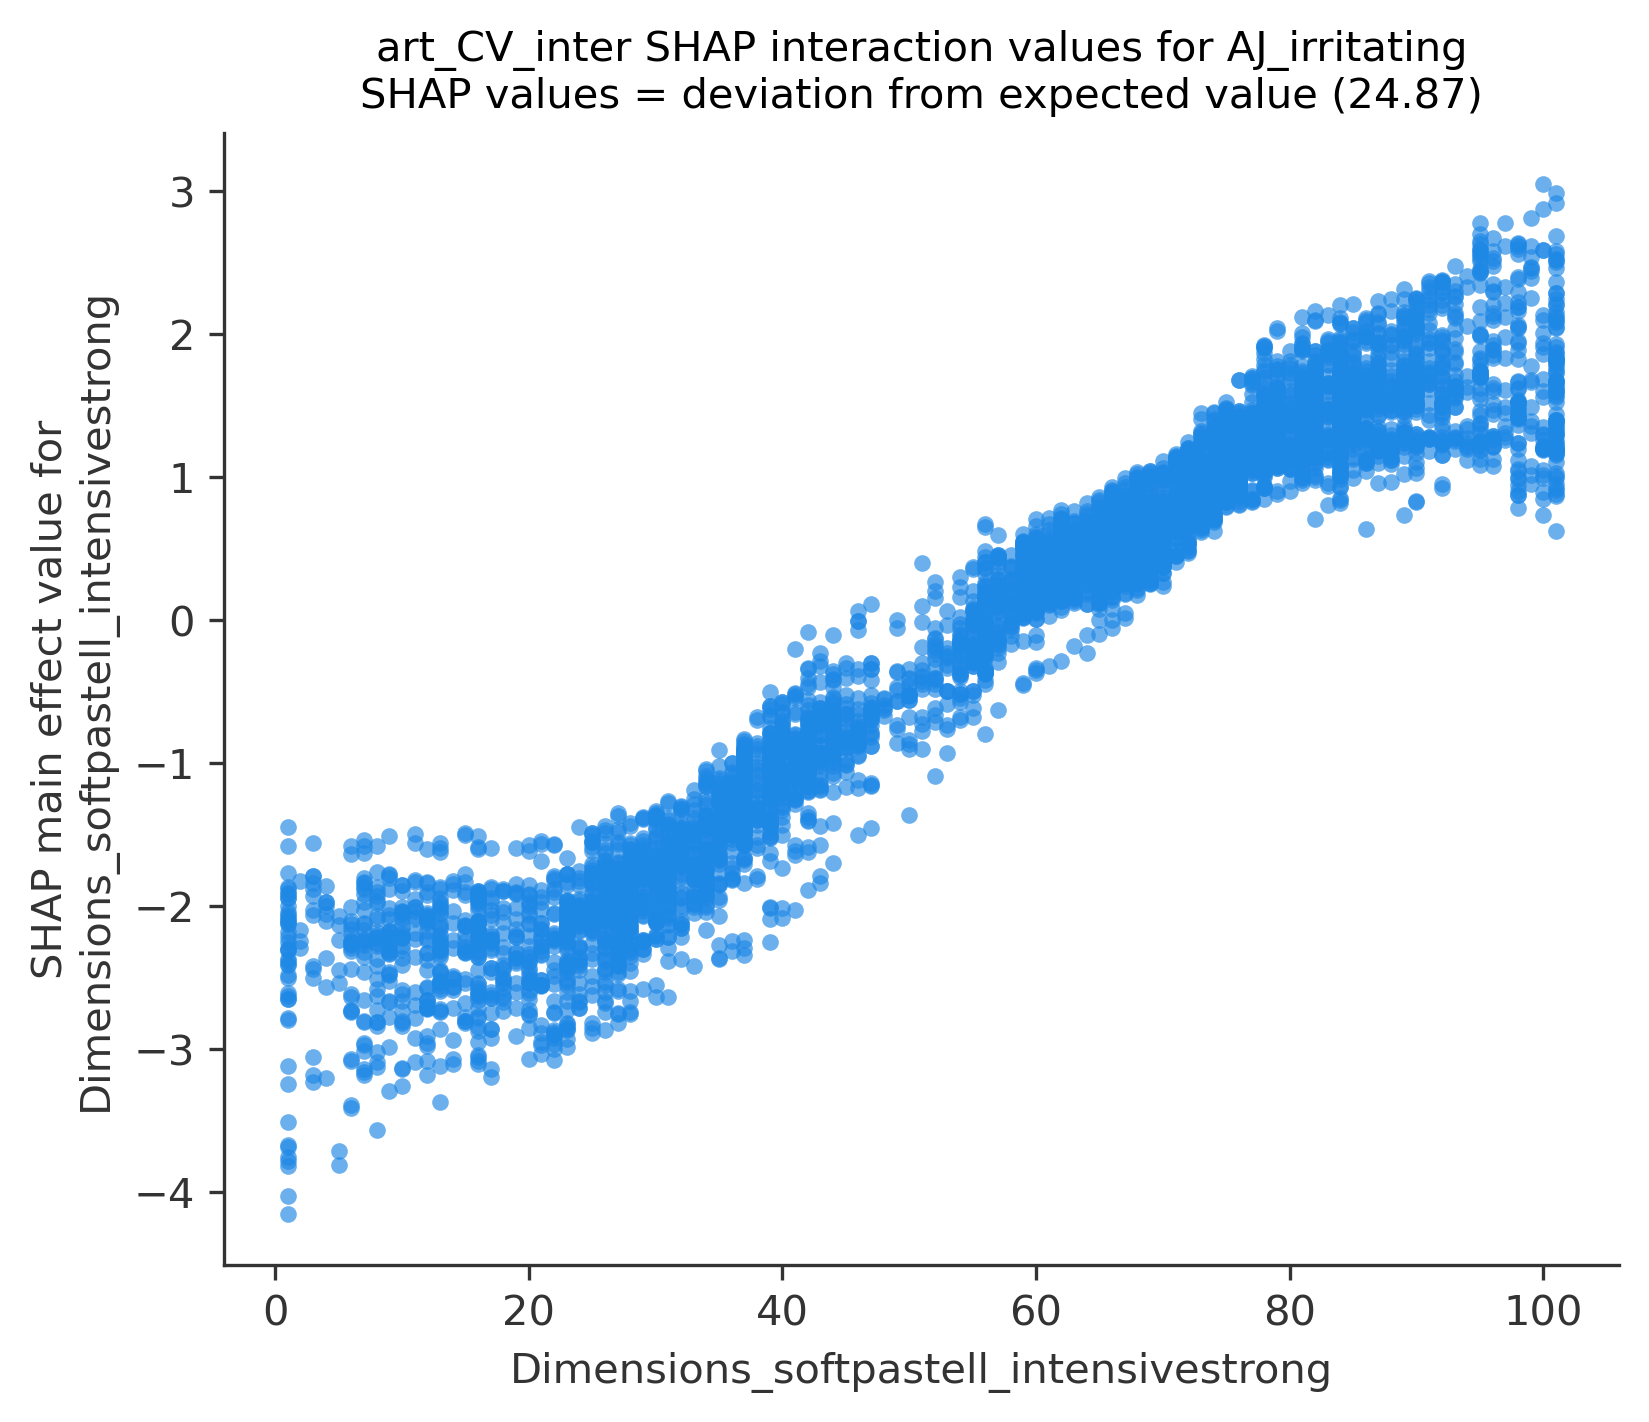 art_CV_inter SHAP interaction values for AJ_irritating
SHAP values = deviation from expected value (24.87)
SHAP main effect value for
Dimensions_softpastell_intensivestrong
3
2
1
0
−1
−2
−3
−4
0
20
40
60
80
100
Dimensions_softpastell_intensivestrong